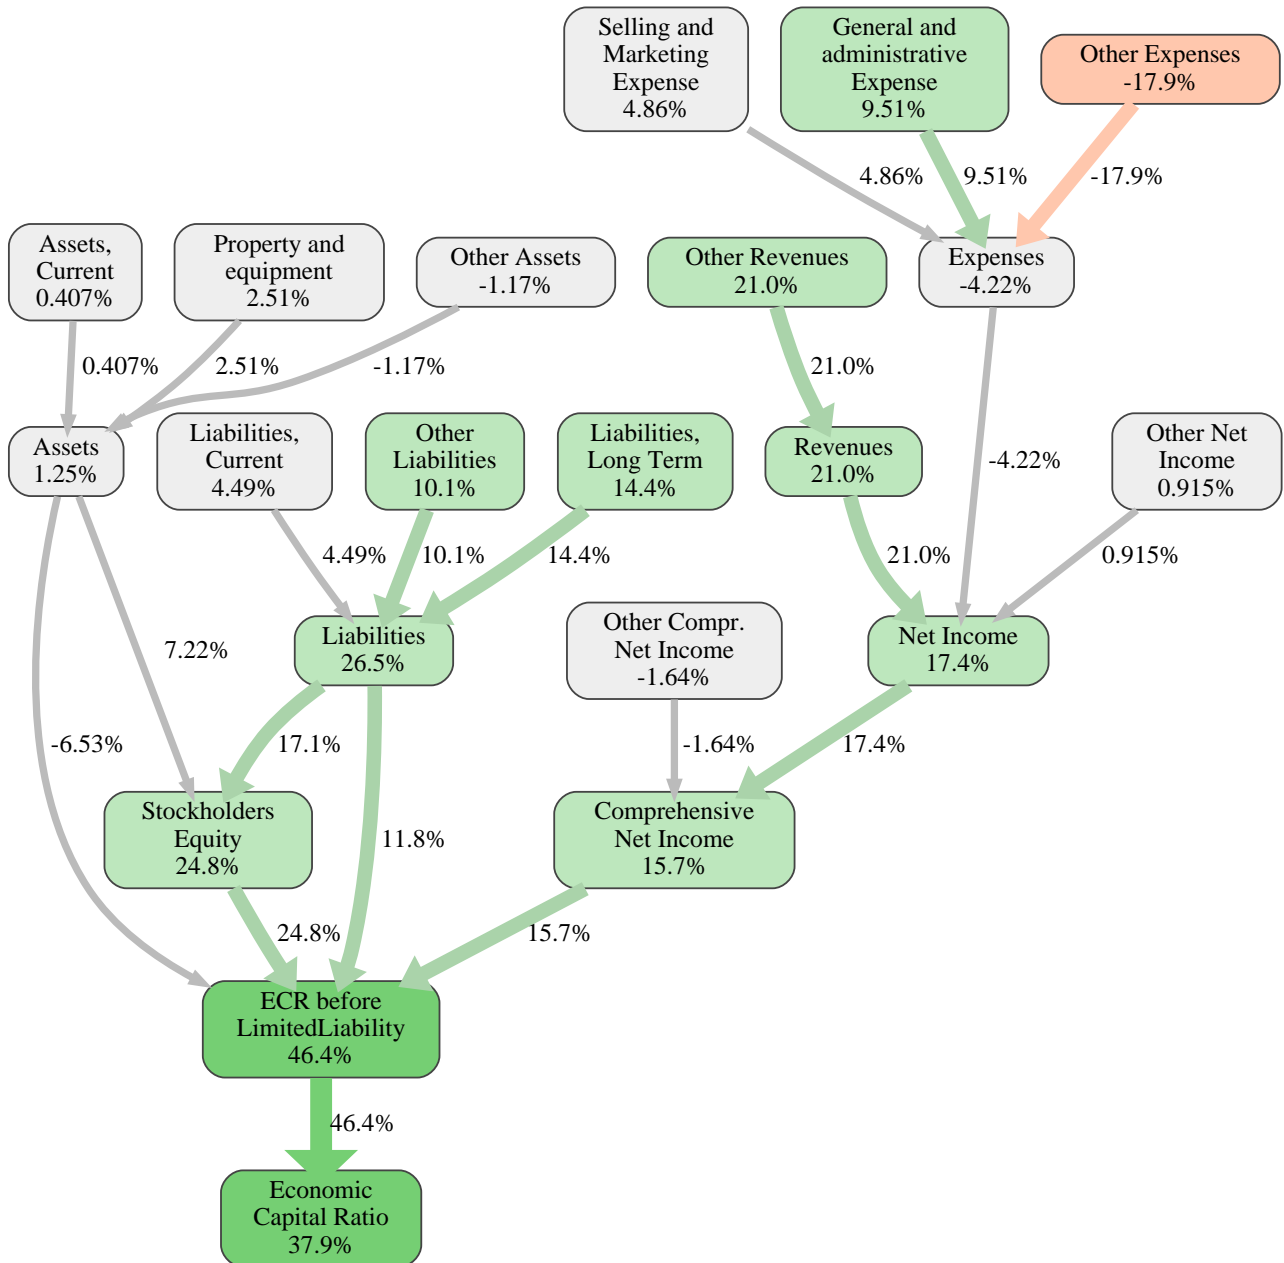 Selling and
Marketing
Expense
4.86%
General and
administrative
Expense
9.51%
Other Expenses
-17.9%
4.86%
9.51%
-17.9%
Assets,
Current
0.407%
Property and
equipment
2.51%
Other Assets
-1.17%
Other Revenues
21.0%
Expenses
-4.22%
0.407%
2.51%
-1.17%
21.0%
-4.22%
Assets
1.25%
Liabilities,
Current
4.49%
Other
Liabilities
10.1%
Liabilities,
Long Term
14.4%
Revenues
21.0%
Other Net
Income
0.915%
4.49%
10.1%
14.4%
21.0%
0.915%
7.22%
Liabilities
26.5%
Other Compr.
Net Income
-1.64%
Net Income
17.4%
-6.53%
17.1%
-1.64%
17.4%
Stockholders
Equity
24.8%
11.8%
Comprehensive
Net Income
15.7%
24.8%
15.7%
ECR before
LimitedLiability
46.4%
46.4%
Economic
Capital Ratio
37.9%